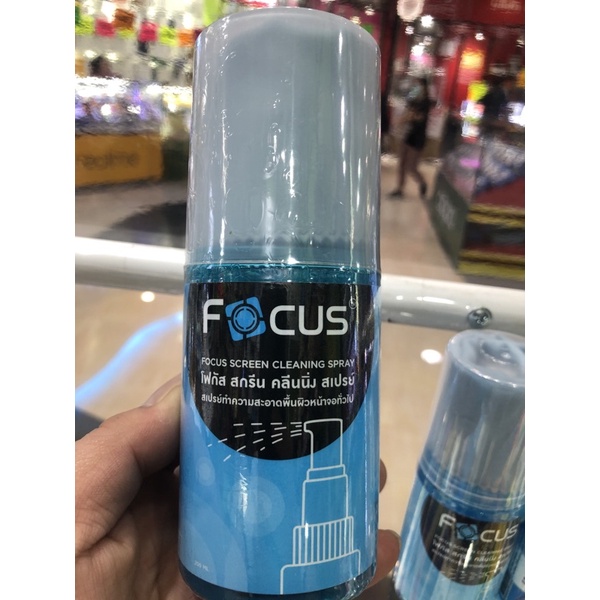 FOCUS
FOCUS SCREEN CLEANING SPRAY
โฟกัส สกรีน คลีนนิ่ง สเปรย์
สเปรย์ทำความสะอาดพื้นผิวหน้าจอทั่วไป
FOCUS